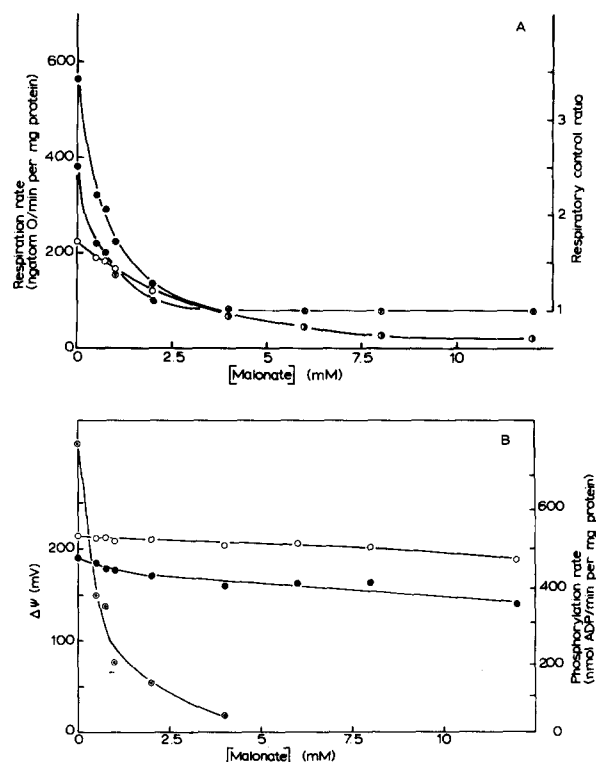 A
600
400
200
0
Respiration rate
(ngatom O/min per mg protein)
3
2
1
Respiratory control ratio
0
2.5
5
7.5
10
[Malonate] (mM)
B
200
100
0
ΔΨ (mV)
600
400
200
0
Phosphorylation rate
(nmol ADP/min per mg protein)
0
2.5
5
7.5
10
[Malonate] (mM)